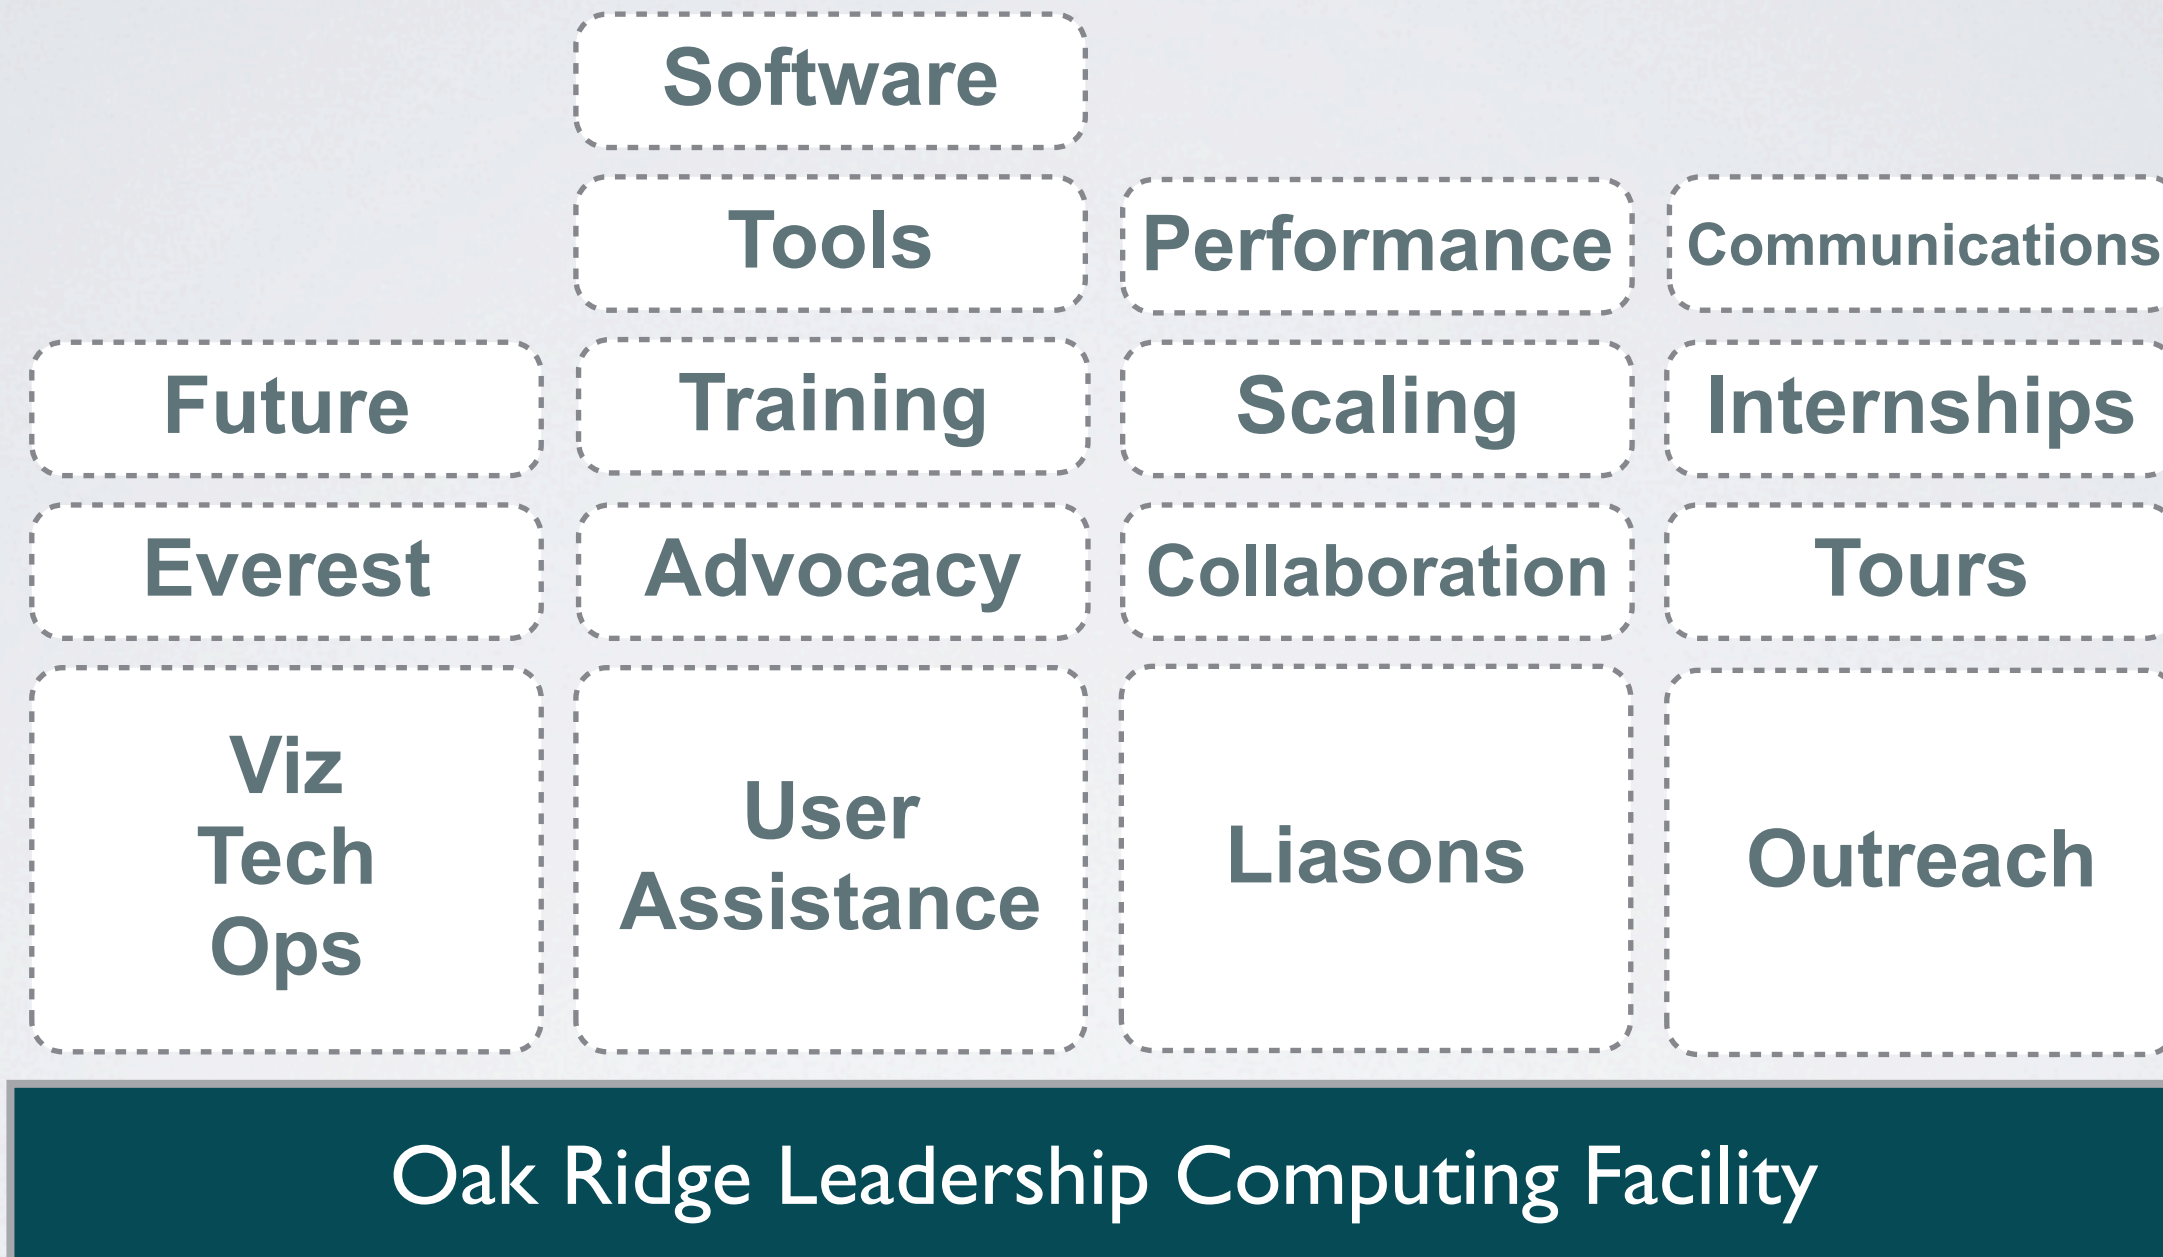 Software
Tools
Performance
Communications
Future
Training
Scaling
Internships
Everest
Advocacy
Collaboration
Tours
Viz
Tech
Ops
User
Assistance
Liasons
Outreach
Oak Ridge Leadership Computing Facility